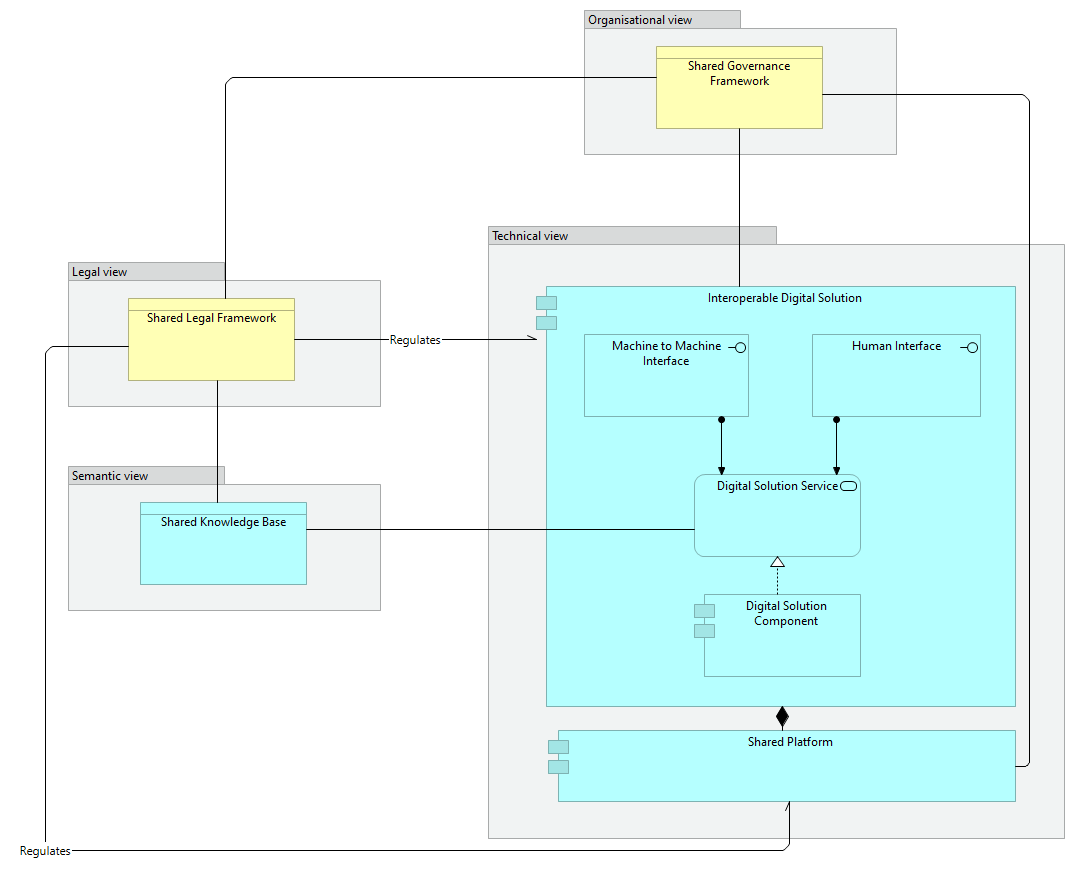 Organisational view
Shared Governance
Framework
Technical view
Legal view
Shared Legal Framework
Regulates
Interoperable Digital Solution
Machine to Machine
Interface
Human Interface
Semantic view
Shared Knowledge Base
Digital Solution Service
Digital Solution
Component
Shared Platform
Regulates